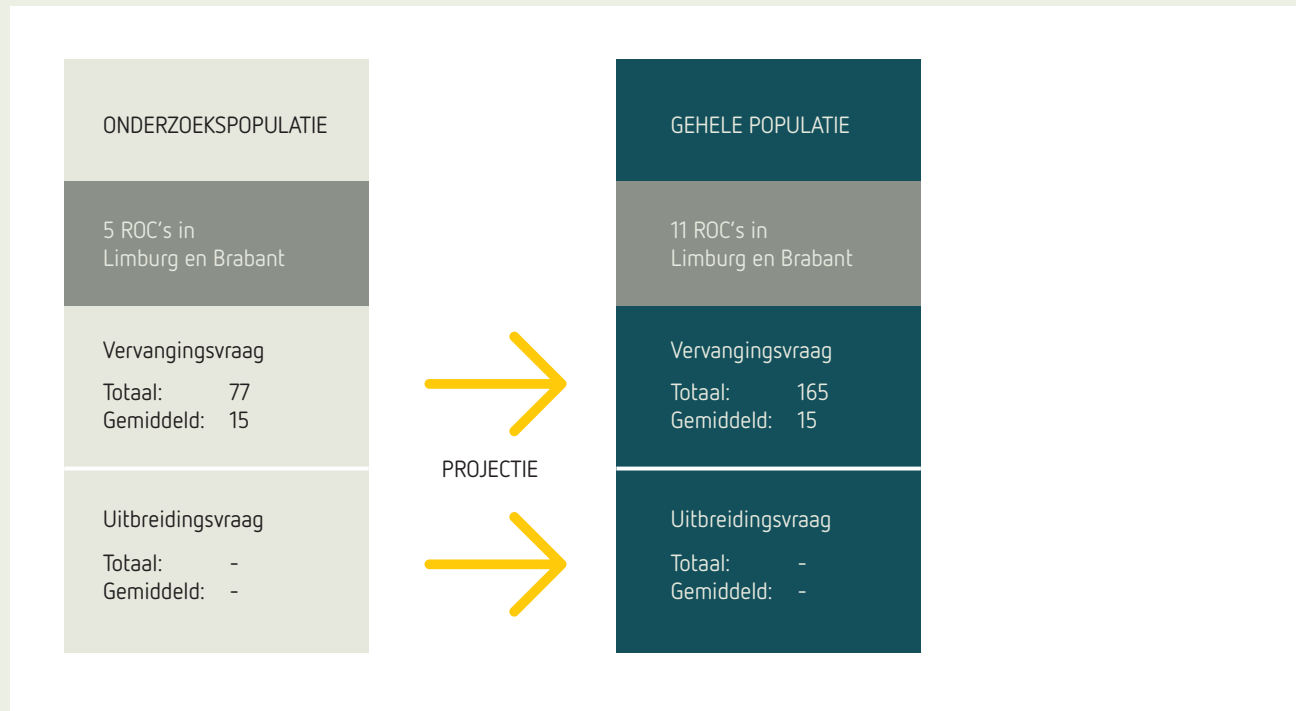 ONDERZOEKSPOPULATIE
5 ROC's in
Limburg en Brabant
Vervangingsvraag
Totaal: 77
Gemiddeld: 15
Uitbreidingsvraag
Totaal: -
Gemiddeld: -
PROJECTIE
GEHELE POPULATIE
11 ROC's in
Limburg en Brabant
Vervangingsvraag
Totaal: 165
Gemiddeld: 15
Uitbreidingsvraag
Totaal: -
Gemiddeld: -